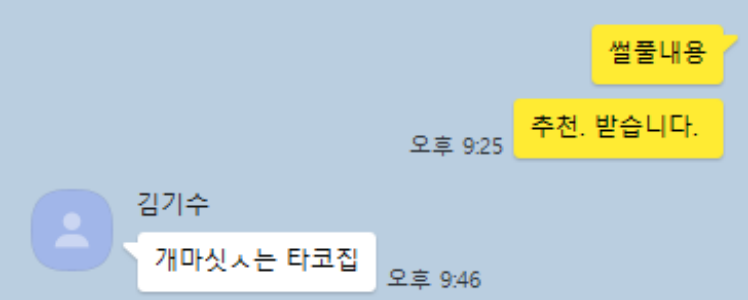 썰풀내용
추천. 받습니다.
오후 9:25
김기수
개마싯ㅅ는 타코집
오후 9:46